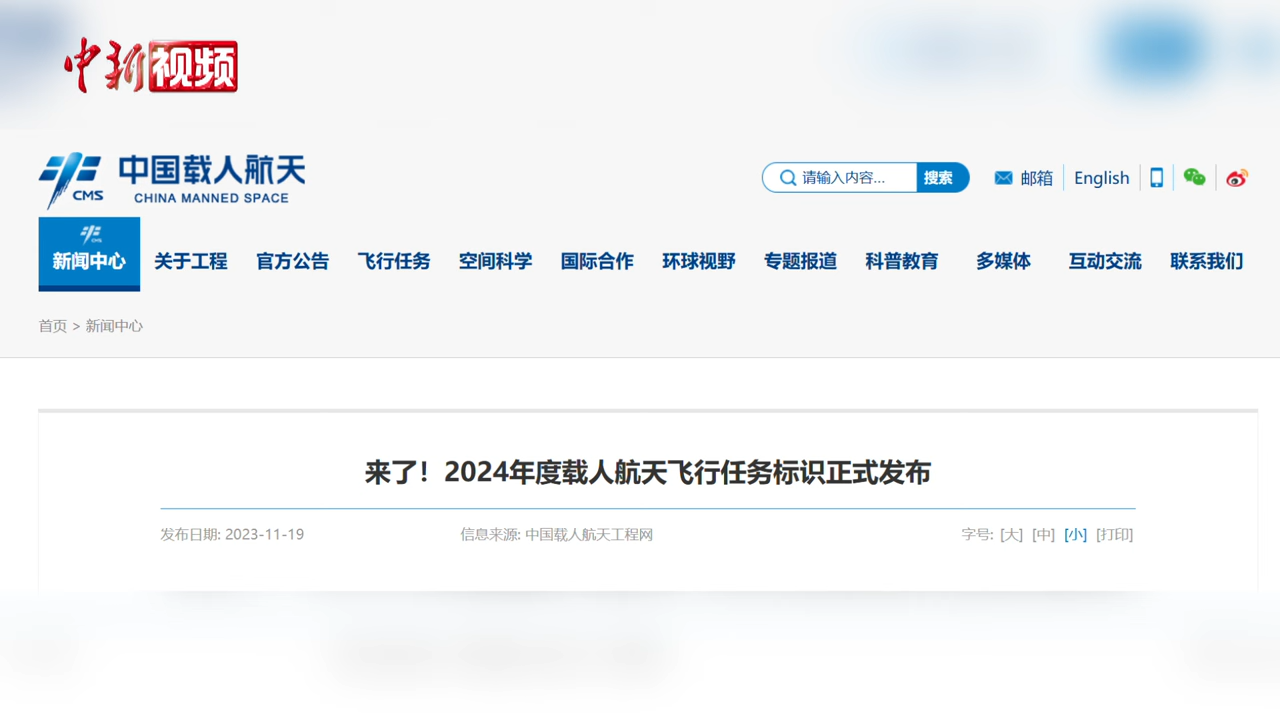 中新视频
CMS
中国载人航天
CHINA MANNED SPACE
请输入内容...
搜索
邮箱
English
CMS
新闻中心 关于工程 官方公告 飞行任务 空间科学 国际合作 环球视野 专题报道 科普教育 多媒体 互动交流 联系我们
首页 > 新闻中心
来了！2024年度载人航天飞行任务标识正式发布
发布日期: 2023-11-19 信息来源: 中国载人航天工程网 字号: [大] [中] [小] [打印]